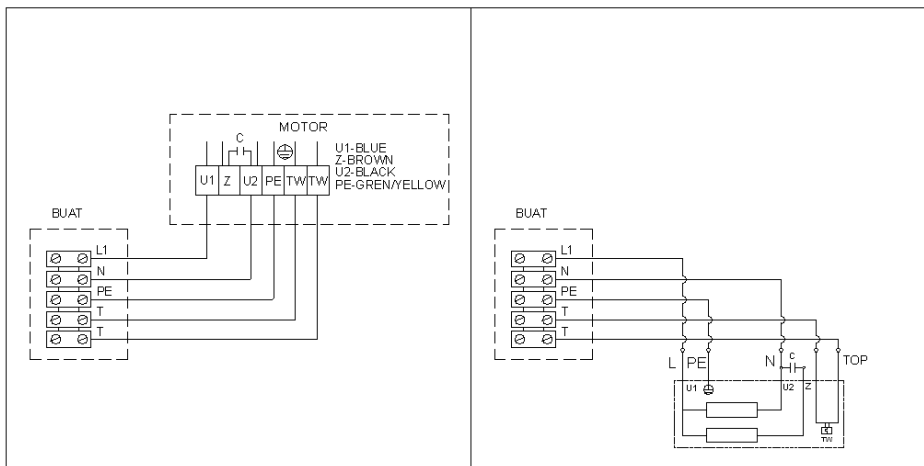 MOTOR
C
U1-BLUE
Z-BROWN
U2-BLACK
PE-GREN/YELLOW
U1 Z U2 PE TW TW
BUAT
L1
N
PE
T
T
BUAT
L1
N
PE
T
T
L PE N C TOP
U1 U2 Z
TW